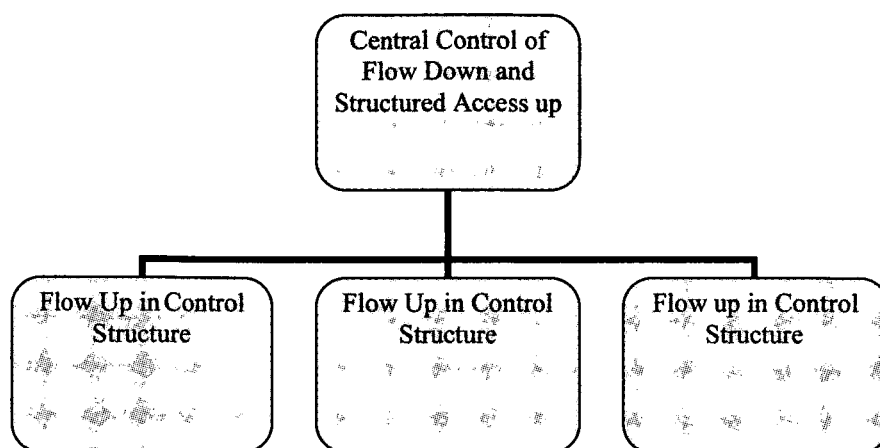 Central Control of
Flow Down and
Structured Access up
Flow Up in Control
Structure
Flow Up in Control
Structure
Flow up in Control
Structure